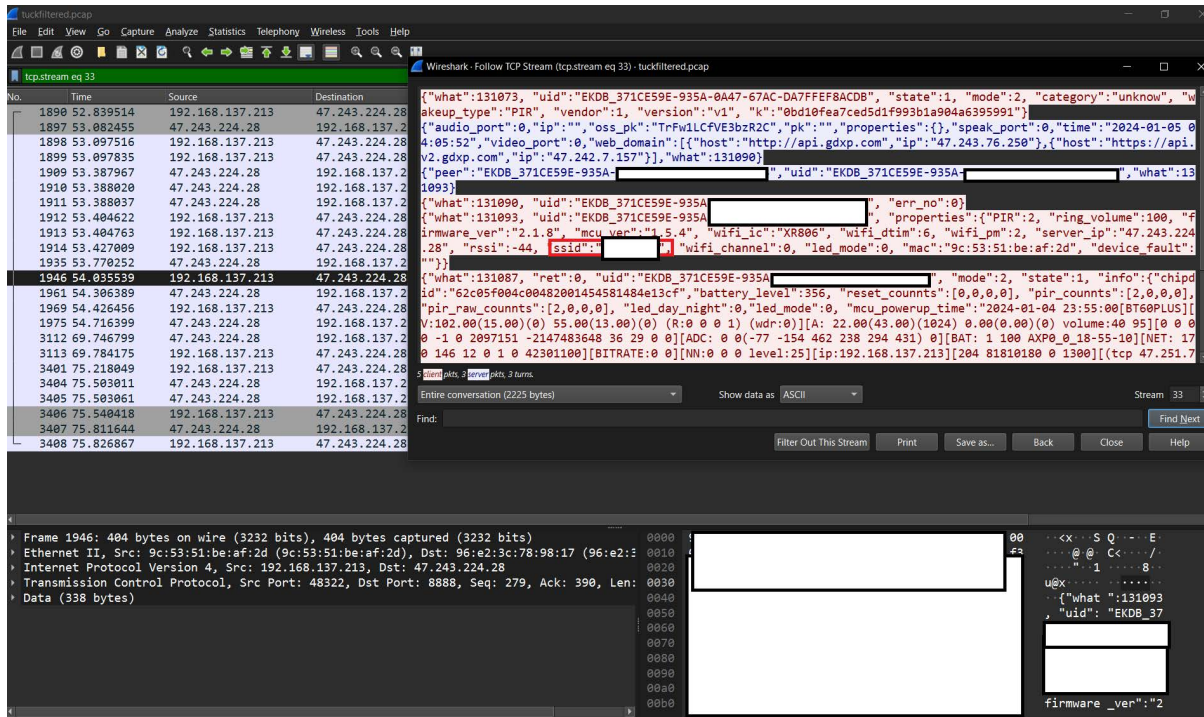 tuckfiltered.pcap
File Edit View Go Capture Analyze Statistics Telephony Wireless Tools Help
tcp.stream eq 33
No. Time Source Destination
1890 52.839514 192.168.137.213 47.243.224.28
1897 53.082455 47.243.224.28 192.168.137.2
1898 53.097516 192.168.137.213 47.243.224.28
1899 53.097835 192.168.137.213 47.243.224.28
1909 53.387967 47.243.224.28 192.168.137.2
1910 53.388020 47.243.224.28 192.168.137.2
1911 53.388037 47.243.224.28 192.168.137.2
1912 53.404622 192.168.137.213 47.243.224.28
1913 53.404763 192.168.137.213 47.243.224.28
1914 53.427009 192.168.137.213 47.243.224.28
1935 53.770252 47.243.224.28 192.168.137.2
1946 54.035539 192.168.137.213 47.243.224.28
1961 54.306389 47.243.224.28 192.168.137.2
1969 54.426456 192.168.137.213 47.243.224.28
1975 54.716399 47.243.224.28 192.168.137.2
3112 69.746799 47.243.224.28 192.168.137.2
3113 69.784175 192.168.137.213 47.243.224.28
3401 75.218049 192.168.137.213 47.243.224.28
3404 75.503011 47.243.224.28 192.168.137.2
3405 75.503061 47.243.224.28 192.168.137.2
3406 75.540418 192.168.137.213 47.243.224.28
3407 75.811644 47.243.224.28 192.168.137.2
3408 75.826867 192.168.137.213 47.243.224.28
Wireshark · Follow TCP Stream (tcp.stream eq 33) · tuckfiltered.pcap
{"what":131073, "uid":"EKDB_371CE59E-935A-0A47-67AC-DA7FFEF8ACDB", "state":1, "mode":2, "category":"unknow", "w
akeup_type":"PIR", "vendor":1, "version":"v1", "k":"0bd10fea7ced5d1f993b1a904a6395991"}
{"audio_port":0,"ip":"","oss_pk":"TrFw1LCfVE3bzR2C","pk":"","properties":{},"speak_port":0,"time":"2024-01-05 0
4:05:52","video_port":0,"web_domain":[{"host":"http://api.gdxp.com","ip":"47.243.76.250"},{"host":"https://api.
v2.gdxp.com","ip":"47.242.7.157"}],"what":131090}
{"peer":"EKDB_371CE59E-935A- ","uid":"EKDB_371CE59E-935A- ","what":13
1093}
{"what":131090, "uid":"EKDB_371CE59E-935A ", "err_no":0}
{"what":131093, "uid":"EKDB_371CE59E-935A ", "properties":{"PIR":2, "ring_volume":100, "f
irmware_ver":"2.1.8", "mcu_ver":"1.5.4", "wifi_ic":"XR806", "wifi_dtim":6, "wifi_pm":2, "server_ip":"47.243.224
.28", "rssi":-44, "ssid":" ", "wifi_channel":0, "led_mode":0, "mac":"9c:53:51:be:af:2d", "device_fault":
""}}
{"what":131087, "ret":0, "uid":"EKDB_371CE59E-935A ", "mode":2, "state":1, "info":{"chipd
id":"62c05f004c00482001454581484e13cf","battery_level":356, "reset_counnts":[0,0,0,0], "pir_counnts":[2,0,0,0],
"pir_raw_counnts":[2,0,0,0], "led_day_night":0,"led_mode":0, "mcu_powerup_time":"2024-01-04 23:55:00[BT60PLUS][
V:102.00(15.00)(0) 55.00(13.00)(0) (R:0 0 0 1) (wdr:0)][A: 22.00(43.00)(1024) 0.00(0.00)(0) volume:40 95][0 0 0
0 -1 0 2097151 -2147483648 36 29 0 0][ADC: 0 0(-77 -154 462 238 294 431) 0][BAT: 1 100 AXP0_0_18-55-10][NET: 17
0 146 12 0 1 0 42301100][BITRATE:0 0][NN:0 0 0 level:25][ip:192.168.137.213][204 81810180 0 1300][(tcp 47.251.7
5 client pkts, 3 server pkts, 3 turns.
Entire conversation (2225 bytes) Show data as ASCII Stream 33
Find: Find Next
Filter Out This Stream Print Save as... Back Close Help
Frame 1946: 404 bytes on wire (3232 bits), 404 bytes captured (3232 bits)
Ethernet II, Src: 9c:53:51:be:af:2d (9c:53:51:be:af:2d), Dst: 96:e2:3c:78:98:17 (96:e2:3
Internet Protocol Version 4, Src: 192.168.137.213, Dst: 47.243.224.28
Transmission Control Protocol, Src Port: 48322, Dst Port: 8888, Seq: 279, Ack: 390, Len:
Data (338 bytes)
0000 9 00 ··<x···S Q··-··E·
0010 f3 ····@·@· C<····/·
0020 ····"··1 ·····8··
0030 u@x····· ········
0040 ··{"what ":131093
0050 , "uid": "EKDB_37
0060
0070
0080
0090
00a0
00b0 firmware _ver":"2